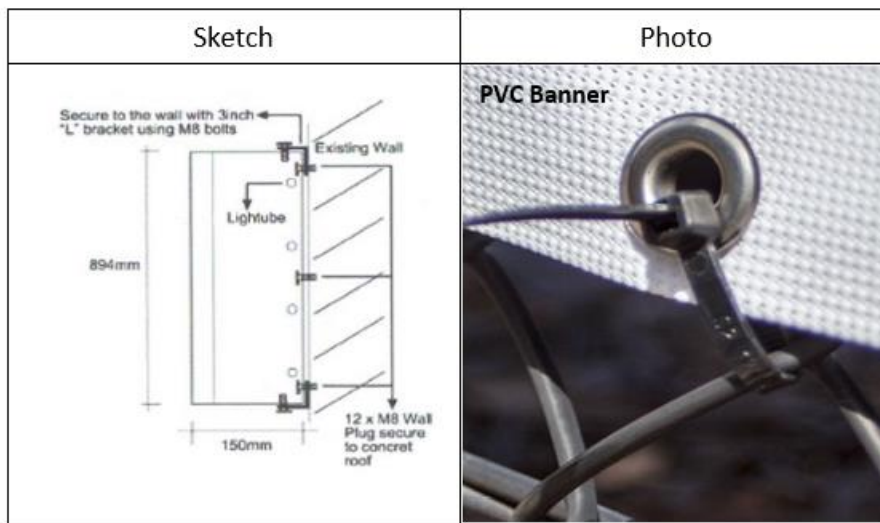 Sketch
Photo
Secure to the wall with 3inch
"L" bracket using M8 bolts
Existing Wall
Lightube
894mm
150mm
12 x M8 Wall
Plug secure
to concret
roof
PVC Banner